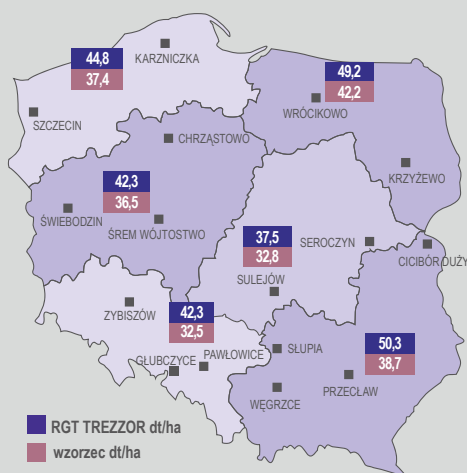 44,8
37,4
KARZNICZKA
SZCZECIN
49,2
42,2
WRÓCIKOWO
CHRZĄSTOWO
KRZYŻEWO
42,3
36,5
ŚWIEBODZIN
ŚREM WÓJTOSTWO
37,5
32,8
SEROCZYN
SULEJÓW
CICIBÓR DUŻY
ZYBISZÓW
42,3
32,5
GŁUBCZYCE
PAWŁOWICE
SŁUPIA
50,3
38,7
WĘGRZCE
PRZECŁAW
RGT TREZZOR dt/ha
wzorzec dt/ha